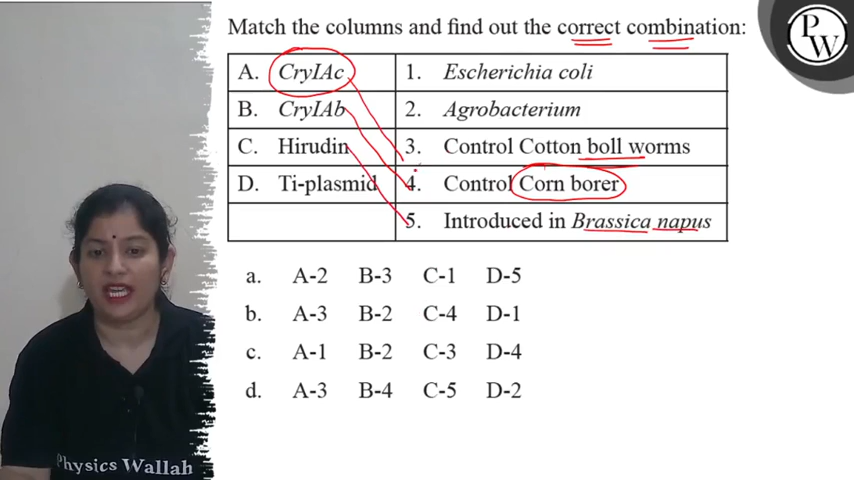 Match the columns and find out the correct combination:
PW
A. CryIAc 1. Escherichia coli
B. CryIAb 2. Agrobacterium
C. Hirudin 3. Control Cotton boll worms
D. Ti-plasmid 4. Control Corn borer
5. Introduced in Brassica napus
a. A-2 B-3 C-1 D-5
b. A-3 B-2 C-4 D-1
c. A-1 B-2 C-3 D-4
d. A-3 B-4 C-5 D-2
Physics Wallah